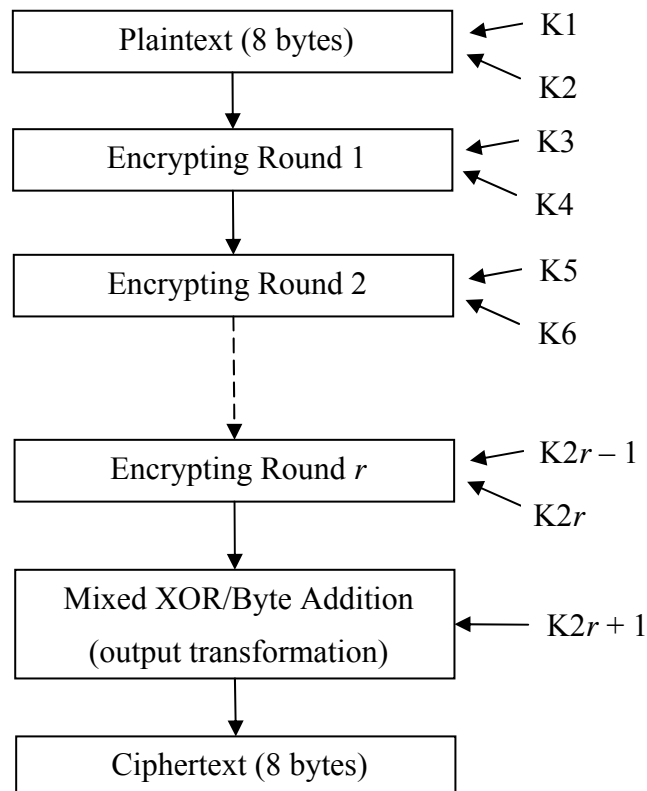 Plaintext (8 bytes)
K1
K2
Encrypting Round 1
K3
K4
Encrypting Round 2
K5
K6
Encrypting Round r
K2r – 1
K2r
Mixed XOR/Byte Addition
(output transformation)
K2r + 1
Ciphertext (8 bytes)